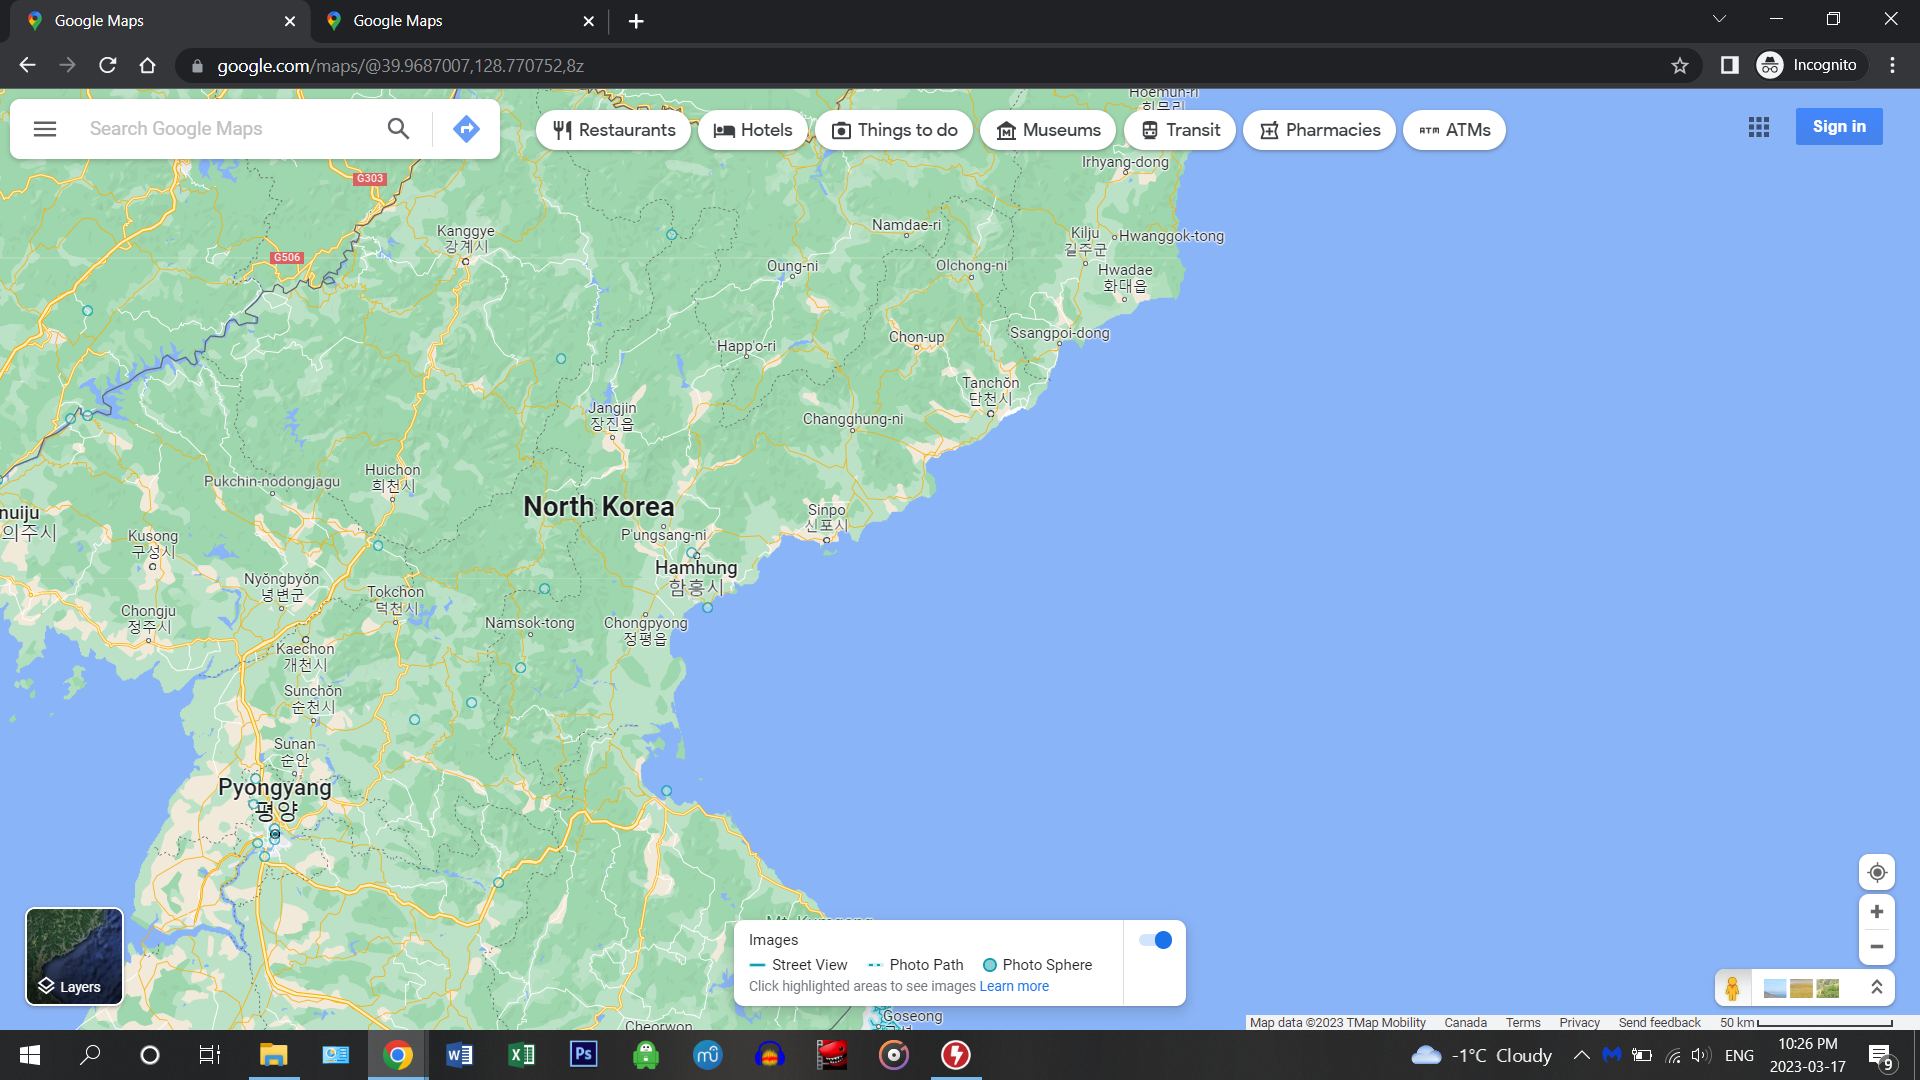 Google Maps
Google Maps
google.com/maps/@39.9687007,128.770752,8z
Incognito
Search Google Maps
Restaurants
Hotels
Things to do
Museums
Transit
Pharmacies
ATMs
Sign in
Hoemun-ri
회문리
Irhyang-dong
G303
Kanggye
강계시
Namdae-ri
Kilju
길주군
Hwanggok-tong
G506
Oung-ni
Olchong-ni
Hwadae
화대읍
Happ'o-ri
Chon-up
Ssangpoi-dong
Tanchŏn
단천시
Jangjin
장진읍
Changghung-ni
Huichon
희천시
Pukchin-nodongjagu
North Korea
nuiju
의주시
Sinpo
신포시
Kusong
구성시
P'ungsang-ni
Hamhung
함흥시
Nyŏngbyŏn
녕변군
Tokchon
덕천시
Chongju
정주시
Namsok-tong
Chongpyong
정평읍
Kaechon
개천시
Sunchŏn
순천시
Sunan
순안
Pyongyang
평양
Mt. Kumgang
Images
Street View
Photo Path
Photo Sphere
Click highlighted areas to see images Learn more
Layers
Goseong
Cheorwon
Map data ©2023 TMap Mobility
Canada
Terms
Privacy
Send feedback
50 km
-1°C Cloudy
ENG
10:26 PM
2023-03-17
9